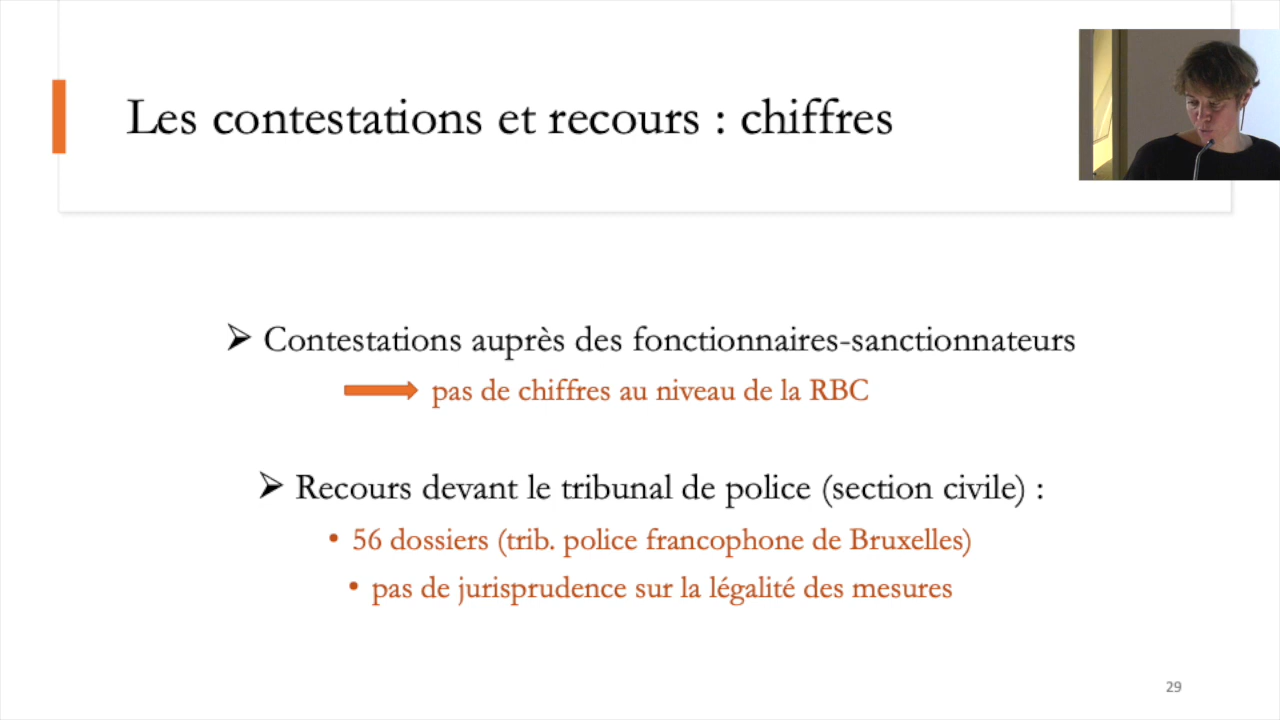 Les contestations et recours : chiffres
➢ Contestations auprès des fonctionnaires-sanctionnateurs
pas de chiffres au niveau de la RBC
➢ Recours devant le tribunal de police (section civile) :
• 56 dossiers (trib. police francophone de Bruxelles)
• pas de jurisprudence sur la légalité des mesures
29